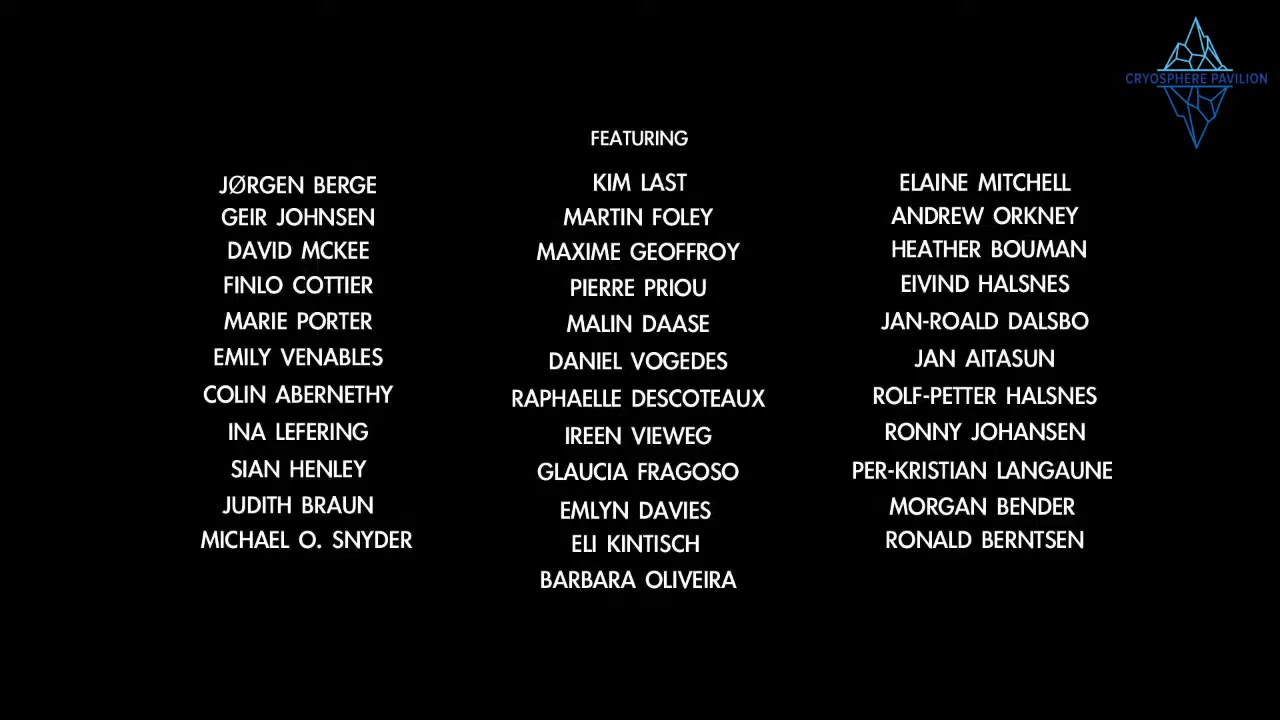 CRYOSPHERE PAVILION
FEATURING
JØRGEN BERGE
GEIR JOHNSEN
DAVID MCKEE
FINLO COTTIER
MARIE PORTER
EMILY VENABLES
COLIN ABERNETHY
INA LEFERING
SIAN HENLEY
JUDITH BRAUN
MICHAEL O. SNYDER
KIM LAST
MARTIN FOLEY
MAXIME GEOFFROY
PIERRE PRIOU
MALIN DAASE
DANIEL VOGEDES
RAPHAELLE DESCOTEAUX
IREEN VIEWEG
GLAUCIA FRAGOSO
EMLYN DAVIES
ELI KINTISCH
BARBARA OLIVEIRA
ELAINE MITCHELL
ANDREW ORKNEY
HEATHER BOUMAN
EIVIND HALSNES
JAN-ROALD DALSBO
JAN AITASUN
ROLF-PETTER HALSNES
RONNY JOHANSEN
PER-KRISTIAN LANGAUNE
MORGAN BENDER
RONALD BERNTSEN